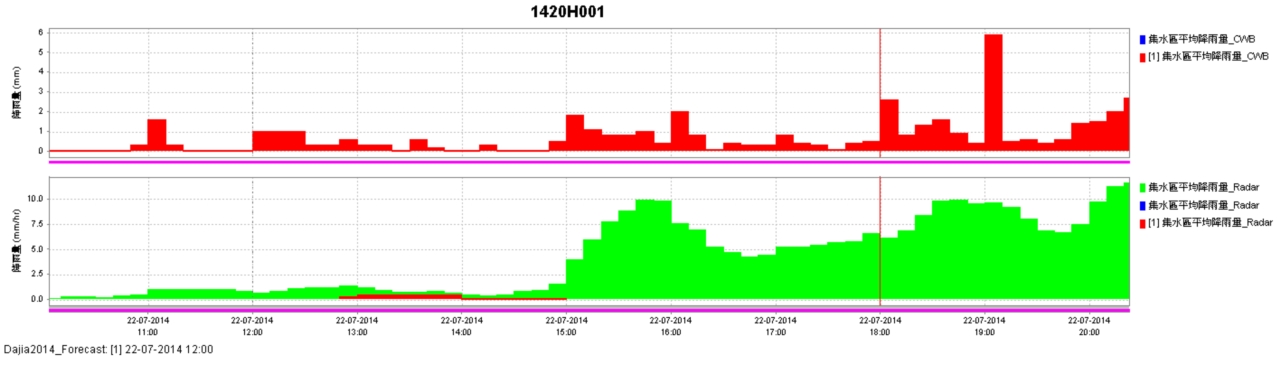 1420H001
6
5
4
3
2
1
0
降雨量 (mm)
集水區平均降雨量_CWB
[1] 集水區平均降雨量_CWB
10.0
7.5
5.0
2.5
0.0
降雨量 (mm/hr)
集水區平均降雨量_Radar
集水區平均降雨量_Radar
[1] 集水區平均降雨量_Radar
22-07-2014 22-07-2014 22-07-2014 22-07-2014 22-07-2014 22-07-2014 22-07-2014 22-07-2014 22-07-2014 22-07-2014
11:00 12:00 13:00 14:00 15:00 16:00 17:00 18:00 19:00 20:00
Dajia2014_Forecast: [1] 22-07-2014 12:00